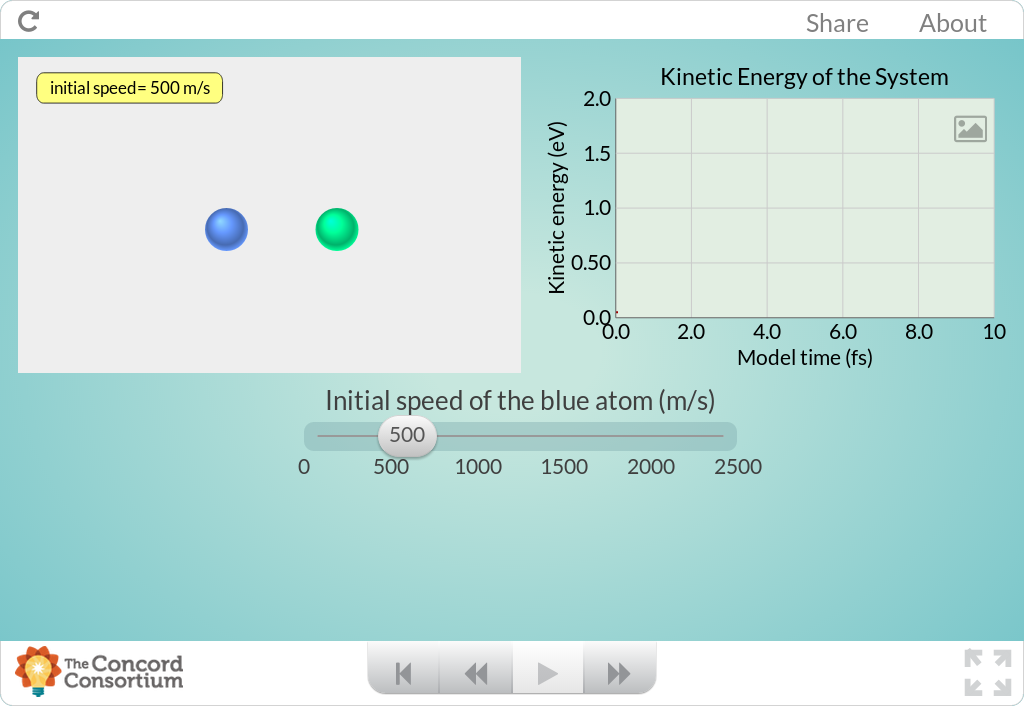 Share About
initial speed= 500 m/s
Kinetic Energy of the System
Kinetic energy (eV)
2.0
1.5
1.0
0.50
0.0
0.0 2.0 4.0 6.0 8.0 10
Model time (fs)
Initial speed of the blue atom (m/s)
500
0 500 1000 1500 2000 2500
The Concord
Consortium